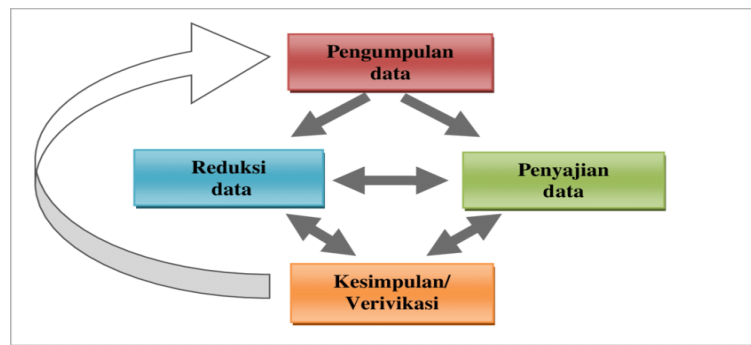 Pengumpulan
data
Reduksi
data
Penyajian
data
Kesimpulan/
Verivikasi